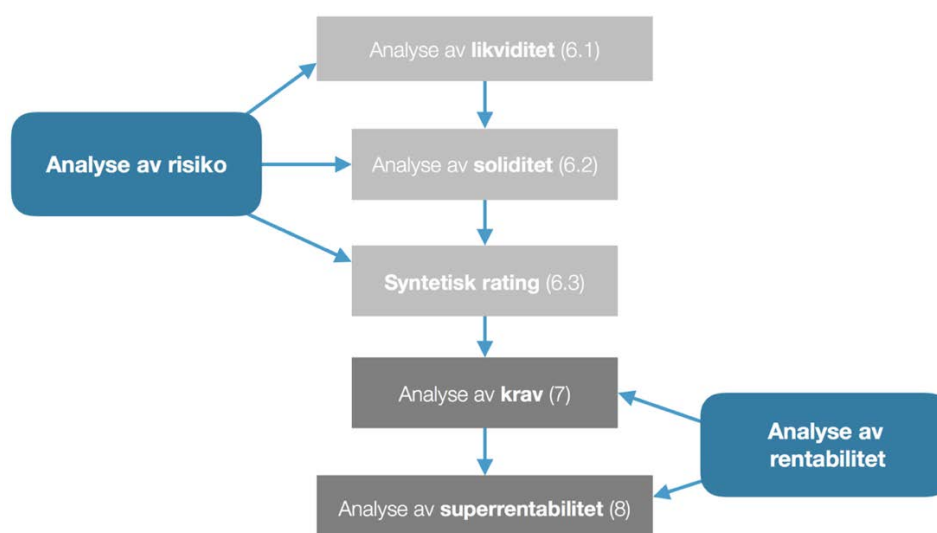 Analyse av likviditet (6.1)
Analyse av risiko
Analyse av soliditet (6.2)
Syntetisk rating (6.3)
Analyse av krav (7)
Analyse av
rentabilitet
Analyse av superrentabilitet (8)